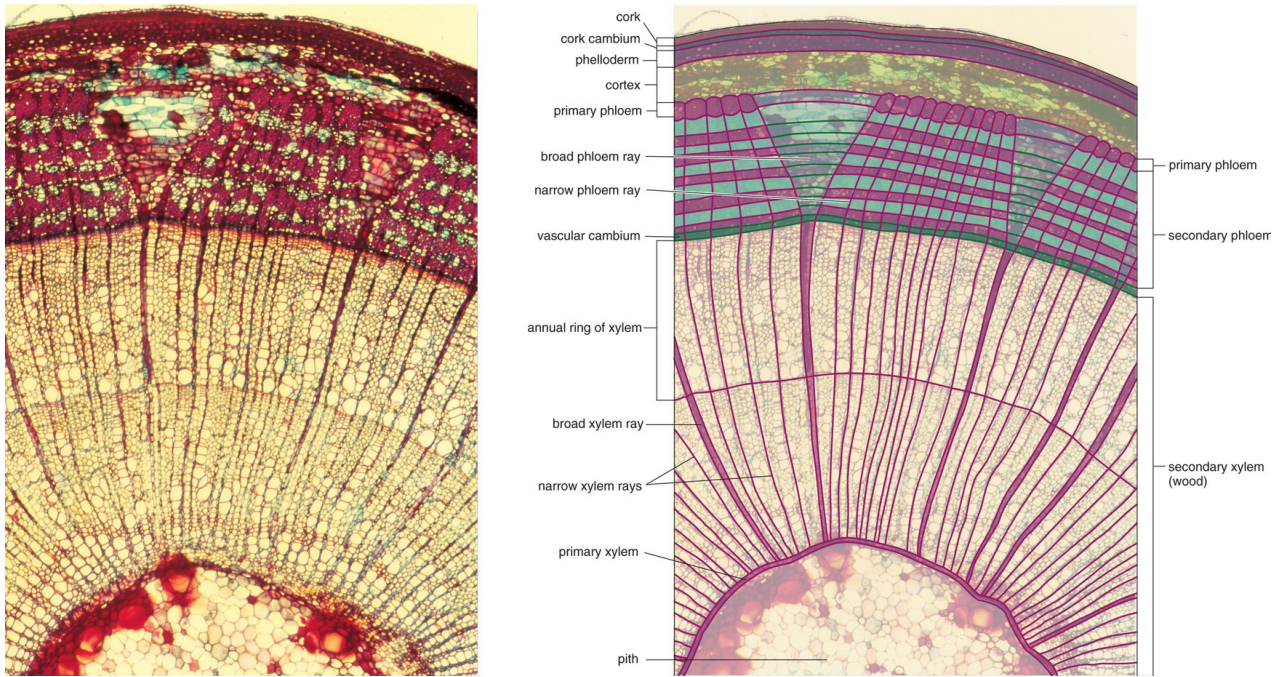 cork
cork cambium
phelloderm
cortex
primary phloem
broad phloem ray
narrow phloem ray
vascular cambium
annual ring of xylem
broad xylem ray
narrow xylem rays
primary xylem
pith
primary phloem
secondary phloem
secondary xylem
(wood)